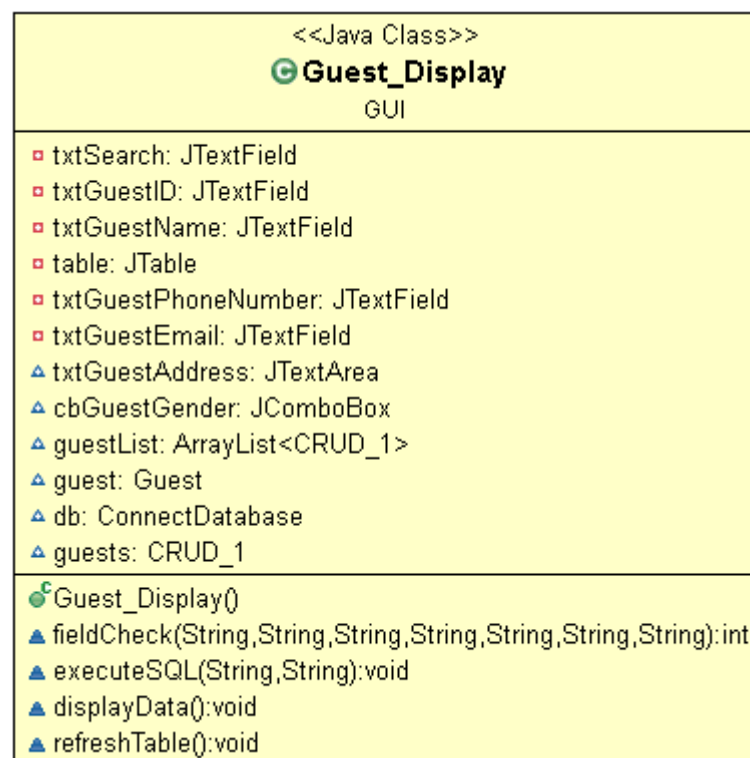 <<Java Class>>
Guest_Display
GUI
txtSearch: JTextField
txtGuestID: JTextField
txtGuestName: JTextField
table: JTable
txtGuestPhoneNumber: JTextField
txtGuestEmail: JTextField
txtGuestAddress: JTextArea
cbGuestGender: JComboBox
guestList: ArrayList<CRUD_1>
guest: Guest
db: ConnectDatabase
guests: CRUD_1
Guest_Display()
fieldCheck(String,String,String,String,String,String,String):int
executeSQL(String,String):void
displayData():void
refreshTable():void